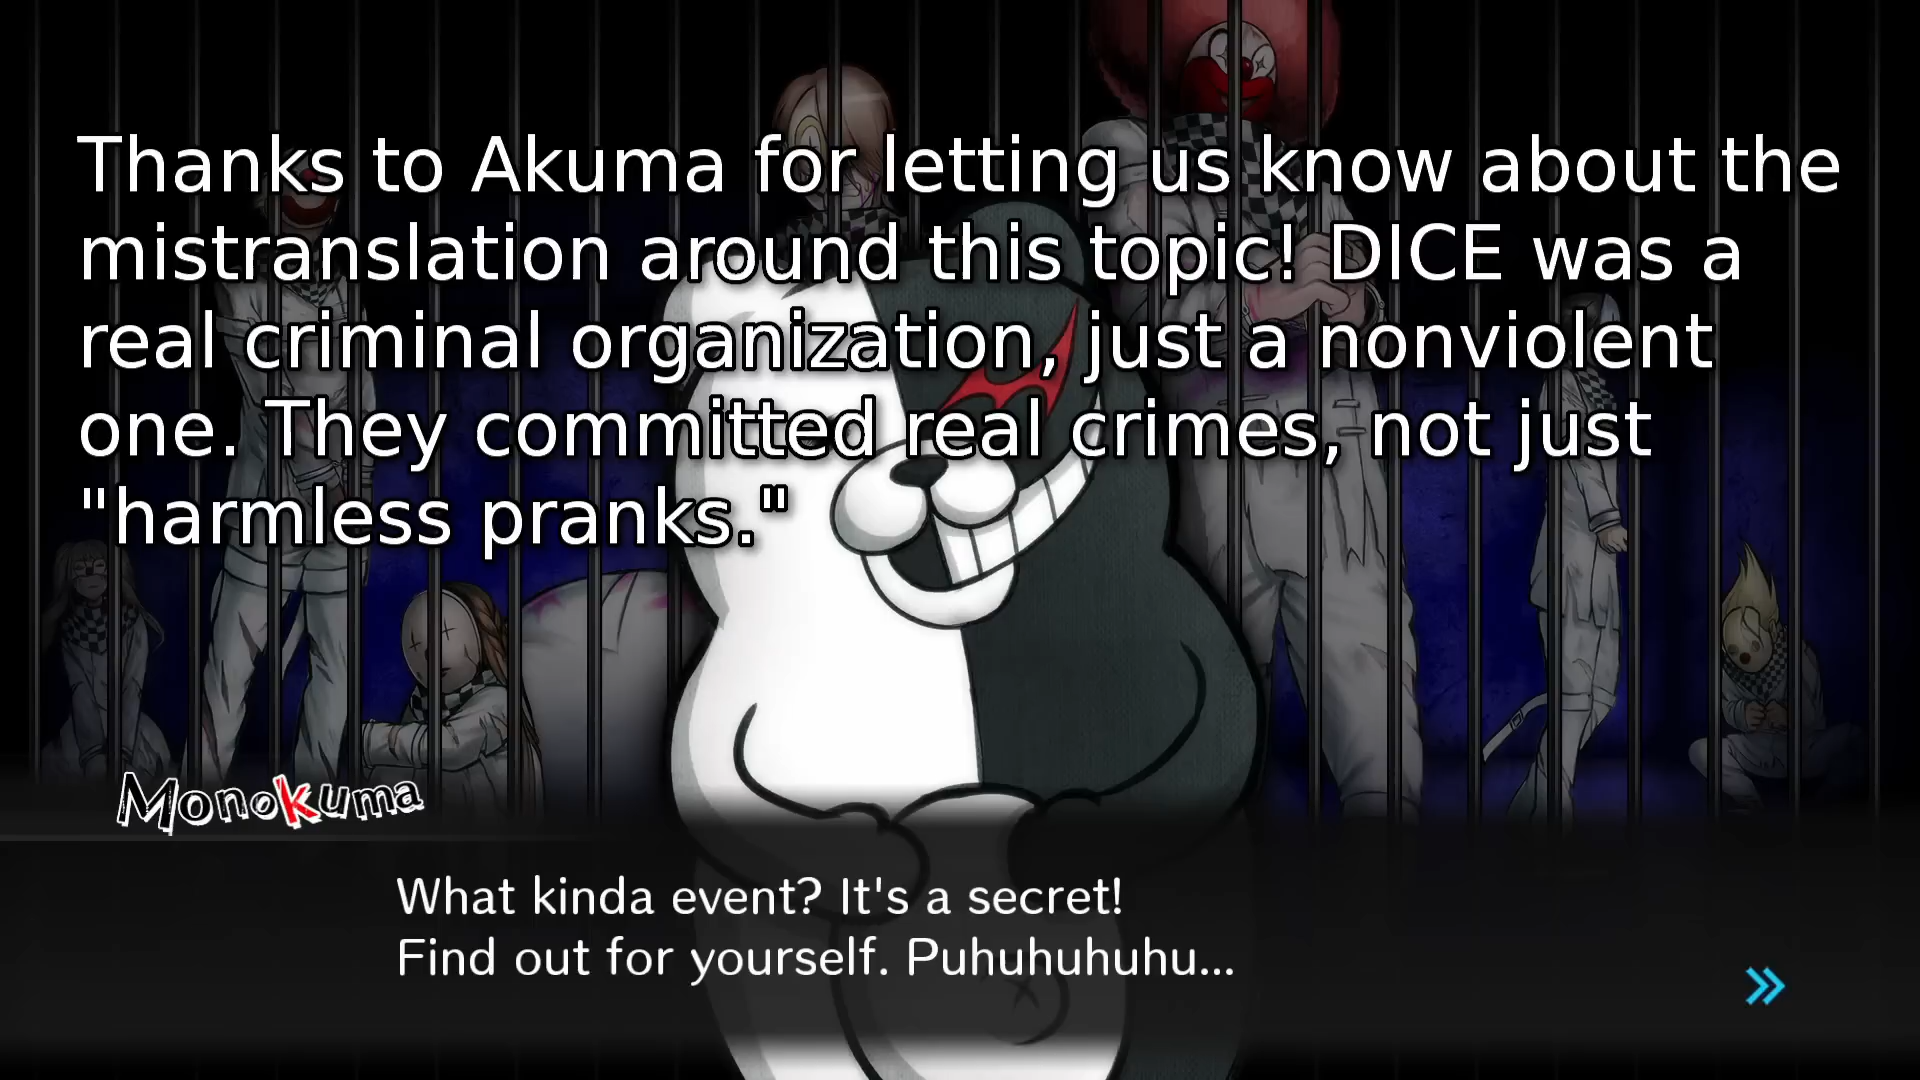 Thanks to Akuma for letting us know about the
mistranslation around this topic! DICE was a
real criminal organization, just a nonviolent
one. They committed real crimes, not just
"harmless pranks."
Monokuma
What kinda event? It's a secret!
Find out for yourself. Puhuhuhuhu...